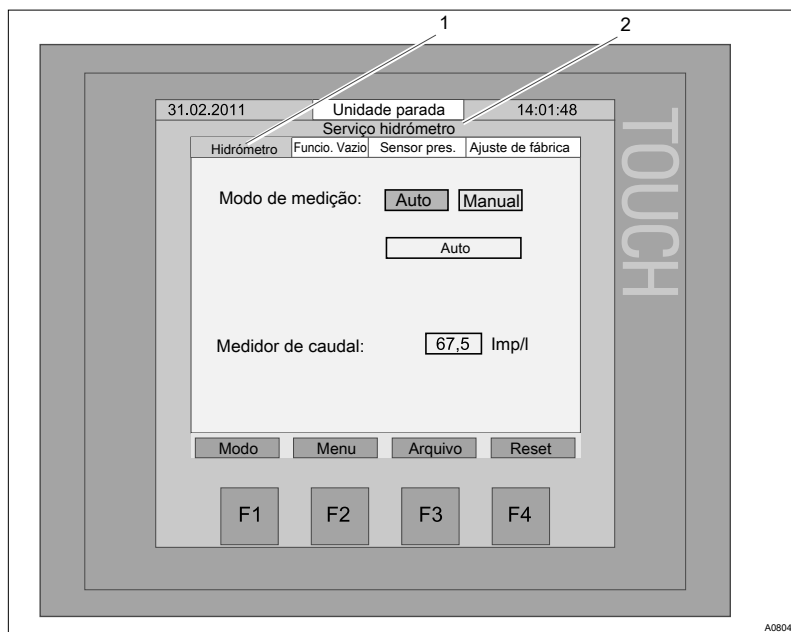 1 2
31.02.2011 Unidade parada 14:01:48
Serviço hidrómetro
Hidrómetro Funcio. Vazio Sensor pres. Ajuste de fábrica
Modo de medição: Auto Manual
Auto
Medidor de caudal: 67,5 Imp/l
Modo Menu Arquivo Reset
F1 F2 F3 F4
TOUCH
A0804